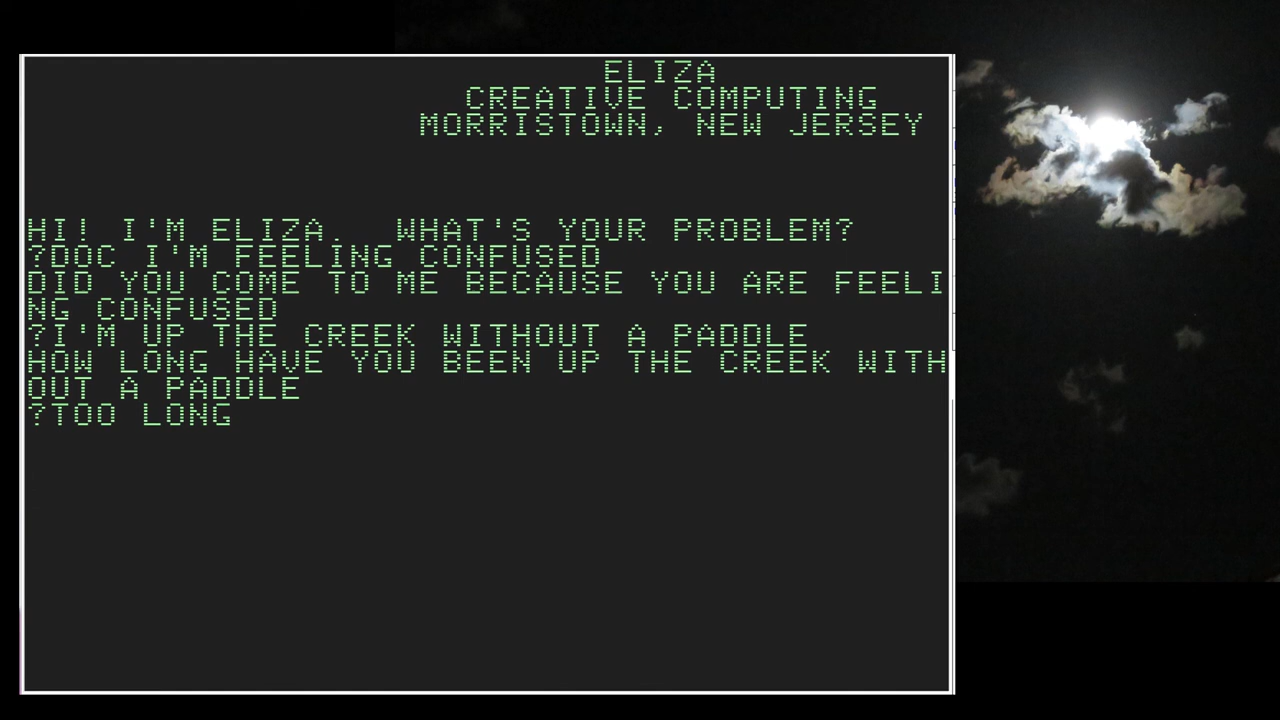 ELIZA
CREATIVE COMPUTING
MORRISTOWN, NEW JERSEY
HI! I'M ELIZA.  WHAT'S YOUR PROBLEM?
?DOC I'M FEELING CONFUSED
DID YOU COME TO ME BECAUSE YOU ARE FEELI
NG CONFUSED
?I'M UP THE CREEK WITHOUT A PADDLE
HOW LONG HAVE YOU BEEN UP THE CREEK WITH
OUT A PADDLE
?TOO LONG